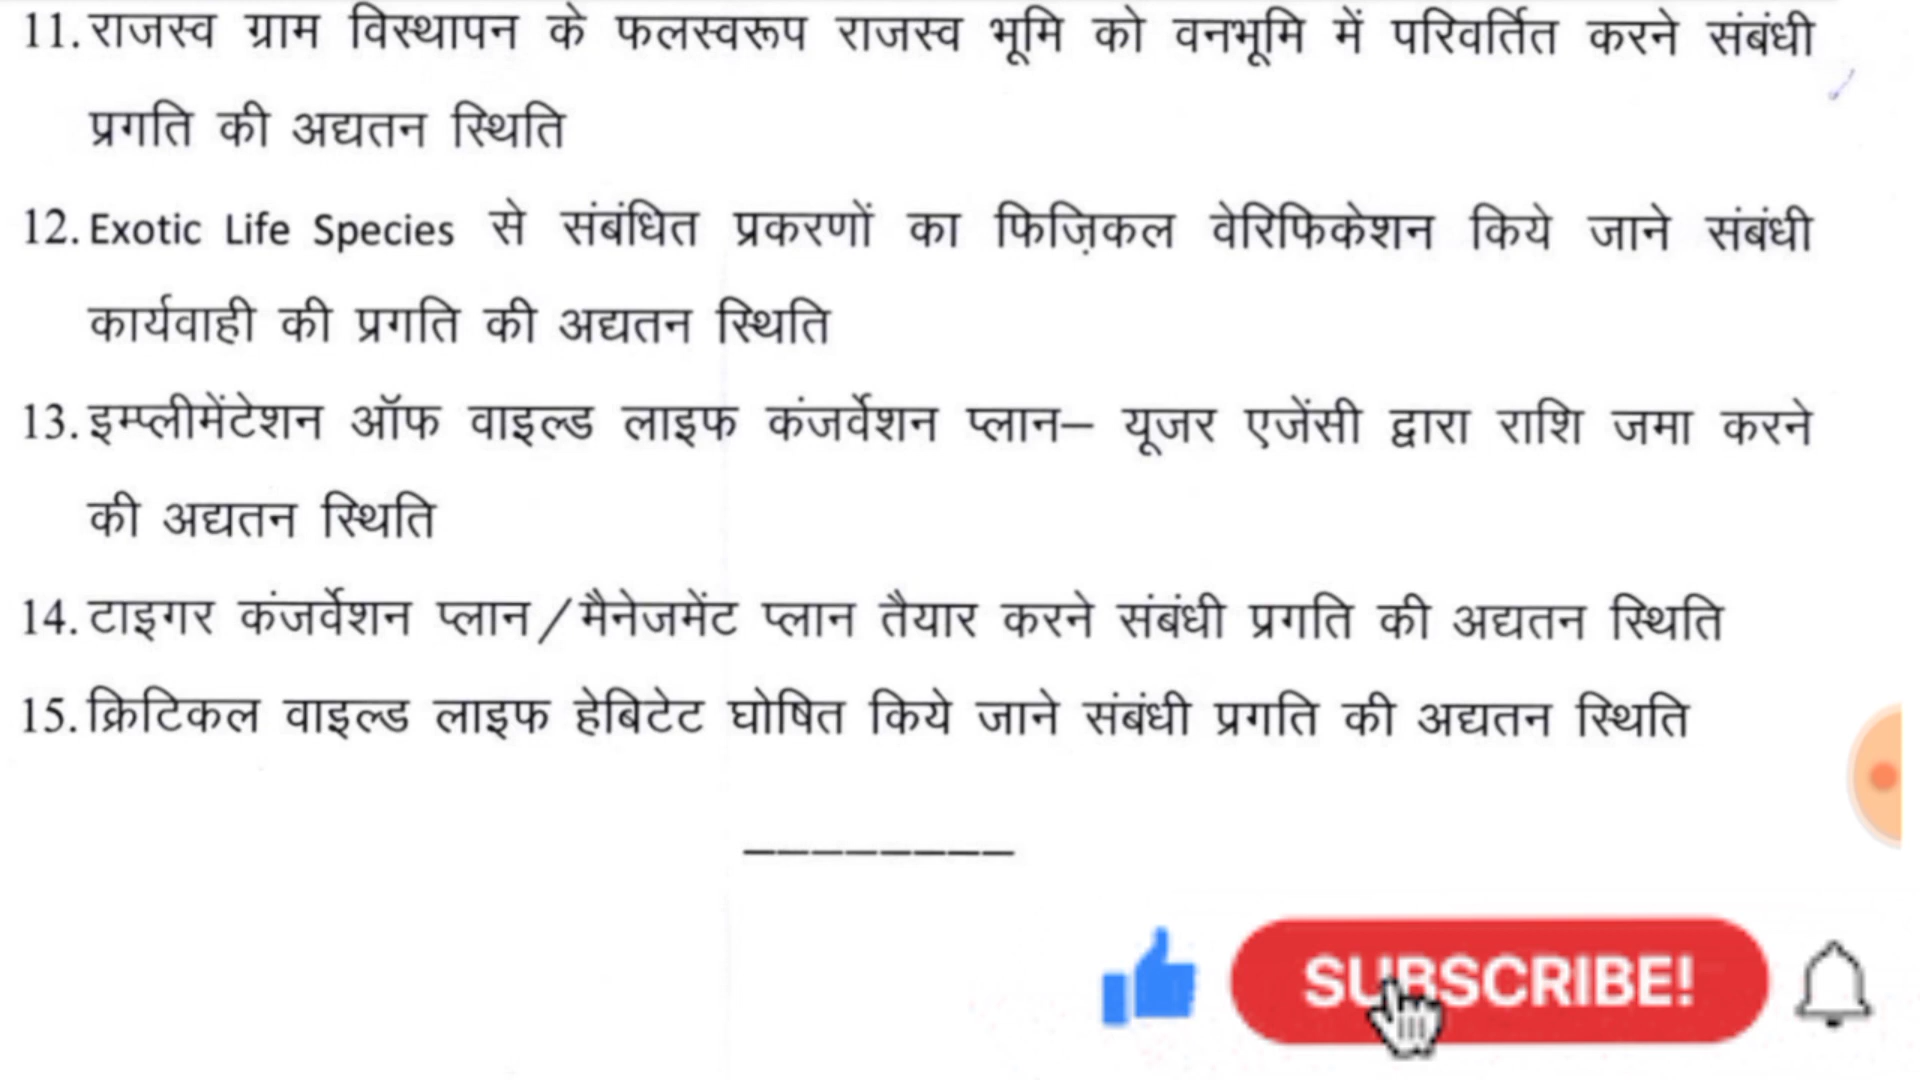 11. राजस्व ग्राम विस्थापन के फलस्वरूप राजस्व भूमि को वनभूमि में परिवर्तित करने संबंधी
प्रगति की अद्यतन स्थिति
12. Exotic Life Species से संबंधित प्रकरणों का फिज़िकल वेरिफिकेशन किये जाने संबंधी
कार्यवाही की प्रगति की अद्यतन स्थिति
13. इम्प्लीमेंटेशन ऑफ वाइल्ड लाइफ कंजर्वेशन प्लान– यूजर एजेंसी द्वारा राशि जमा करने
की अद्यतन स्थिति
14. टाइगर कंजर्वेशन प्लान/मैनेजमेंट प्लान तैयार करने संबंधी प्रगति की अद्यतन स्थिति
15. क्रिटिकल वाइल्ड लाइफ हेबिटेट घोषित किये जाने संबंधी प्रगति की अद्यतन स्थिति
––––––––
SUBSCRIBE!